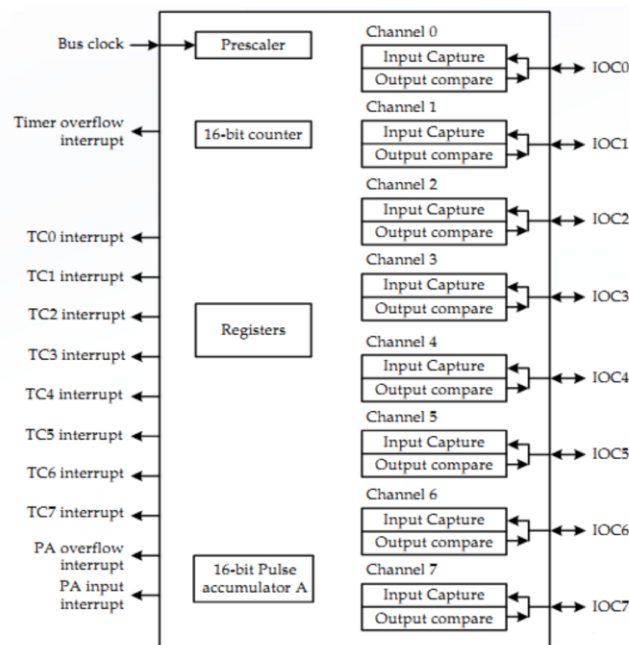 Bus clock
Timer overflow
interrupt
TC0 interrupt
TC1 interrupt
TC2 interrupt
TC3 interrupt
TC4 interrupt
TC5 interrupt
TC6 interrupt
TC7 interrupt
PA overflow
interrupt
PA input
interrupt
Prescaler
16-bit counter
Registers
16-bit Pulse
accumulator A
Channel 0
Input Capture
Output compare
IOC0
Channel 1
Input Capture
Output compare
IOC1
Channel 2
Input Capture
Output compare
IOC2
Channel 3
Input Capture
Output compare
IOC3
Channel 4
Input Capture
Output compare
IOC4
Channel 5
Input Capture
Output compare
IOC5
Channel 6
Input Capture
Output compare
IOC6
Channel 7
Input Capture
Output compare
IOC7